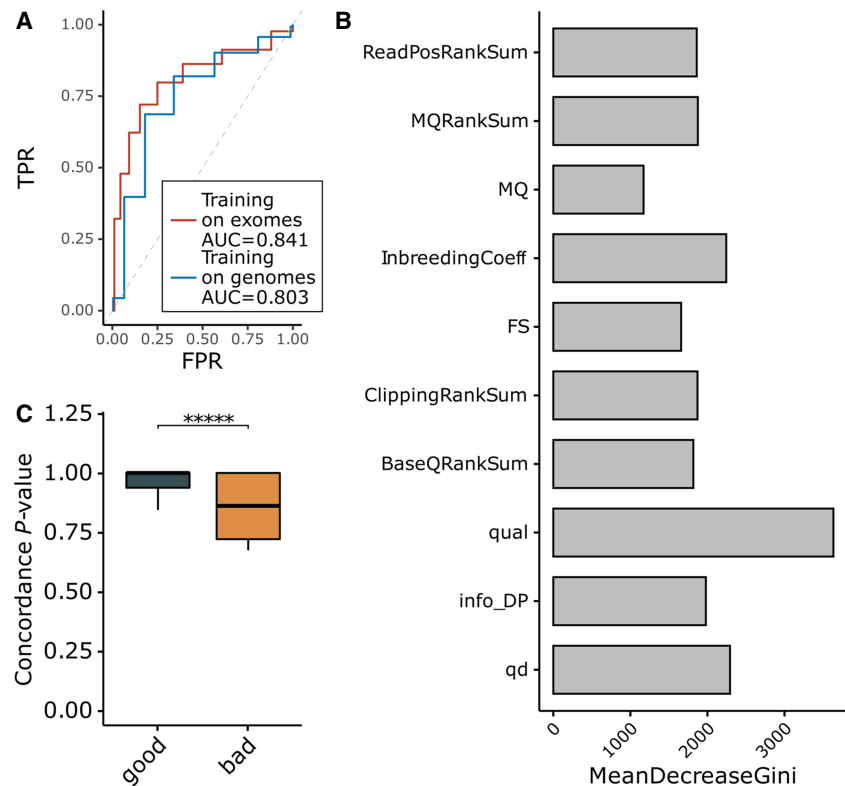 A
1.00
0.75
0.50
0.25
0.00
TPR
Training
on exomes
AUC=0.841
Training
on genomes
AUC=0.803
0.00 0.25 0.50 0.75 1.00
FPR
B
ReadPosRankSum
MQRankSum
MQ
InbreedingCoeff
FS
ClippingRankSum
BaseQRankSum
qual
info_DP
qd
0 1000 2000 3000
MeanDecreaseGini
C
1.25
1.00
0.75
0.50
0.25
0.00
Concordance P-value
*****
good bad